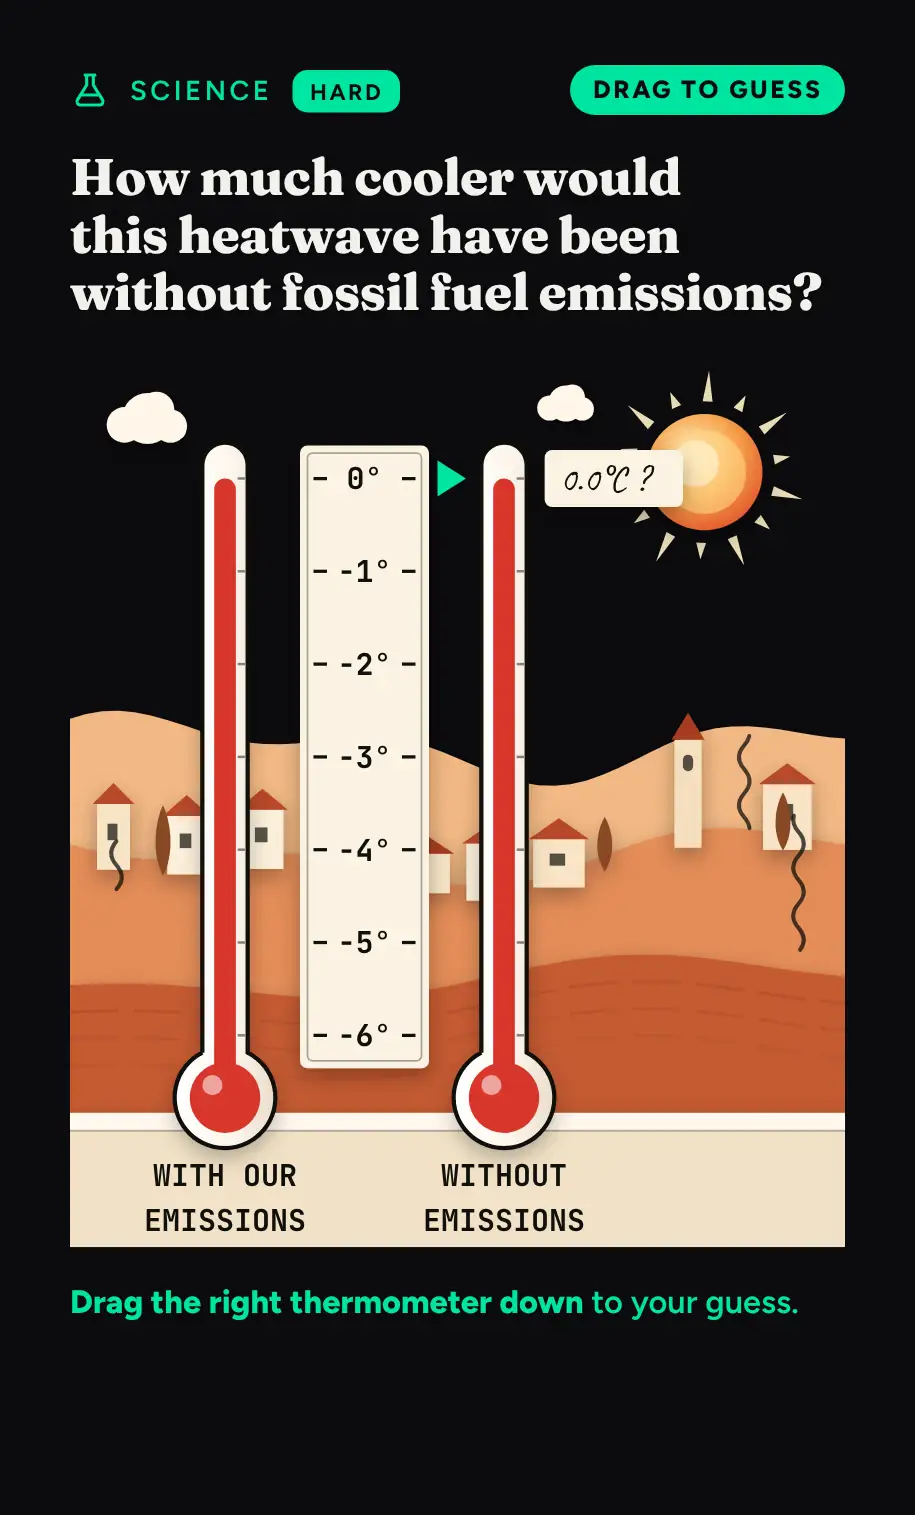 SCIENCE HARD
DRAG TO GUESS
How much cooler would
this heatwave have been
without fossil fuel emissions?
0°
0.0°C ?
-1°
-2°
-3°
-4°
-5°
-6°
WITH OUR
EMISSIONS
WITHOUT
EMISSIONS
Drag the right thermometer down to your guess.